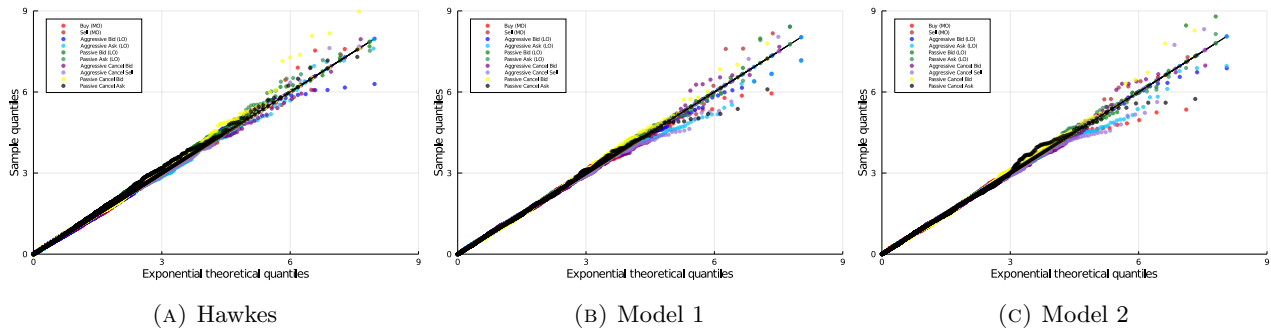 9
6
3
0
Sample quantiles
Buy (MO)
Sell (MO)
Aggressive Bid (LO)
Aggressive Ask (LO)
Passive Bid (LO)
Passive Ask (LO)
Aggressive Cancel Bid
Aggressive Cancel Sell
Passive Cancel Bid
Passive Cancel Ask
0
3
6
9
Exponential theoretical quantiles
(A) Hawkes
9
6
3
0
Sample quantiles
Buy (MO)
Sell (MO)
Aggressive Bid (LO)
Aggressive Ask (LO)
Passive Bid (LO)
Passive Ask (LO)
Aggressive Cancel Bid
Aggressive Cancel Sell
Passive Cancel Bid
Passive Cancel Ask
0
3
6
9
Exponential theoretical quantiles
(B) Model 1
9
6
3
0
Sample quantiles
Buy (MO)
Sell (MO)
Aggressive Bid (LO)
Aggressive Ask (LO)
Passive Bid (LO)
Passive Ask (LO)
Aggressive Cancel Bid
Aggressive Cancel Sell
Passive Cancel Bid
Passive Cancel Ask
0
3
6
9
Exponential theoretical quantiles
(C) Model 2